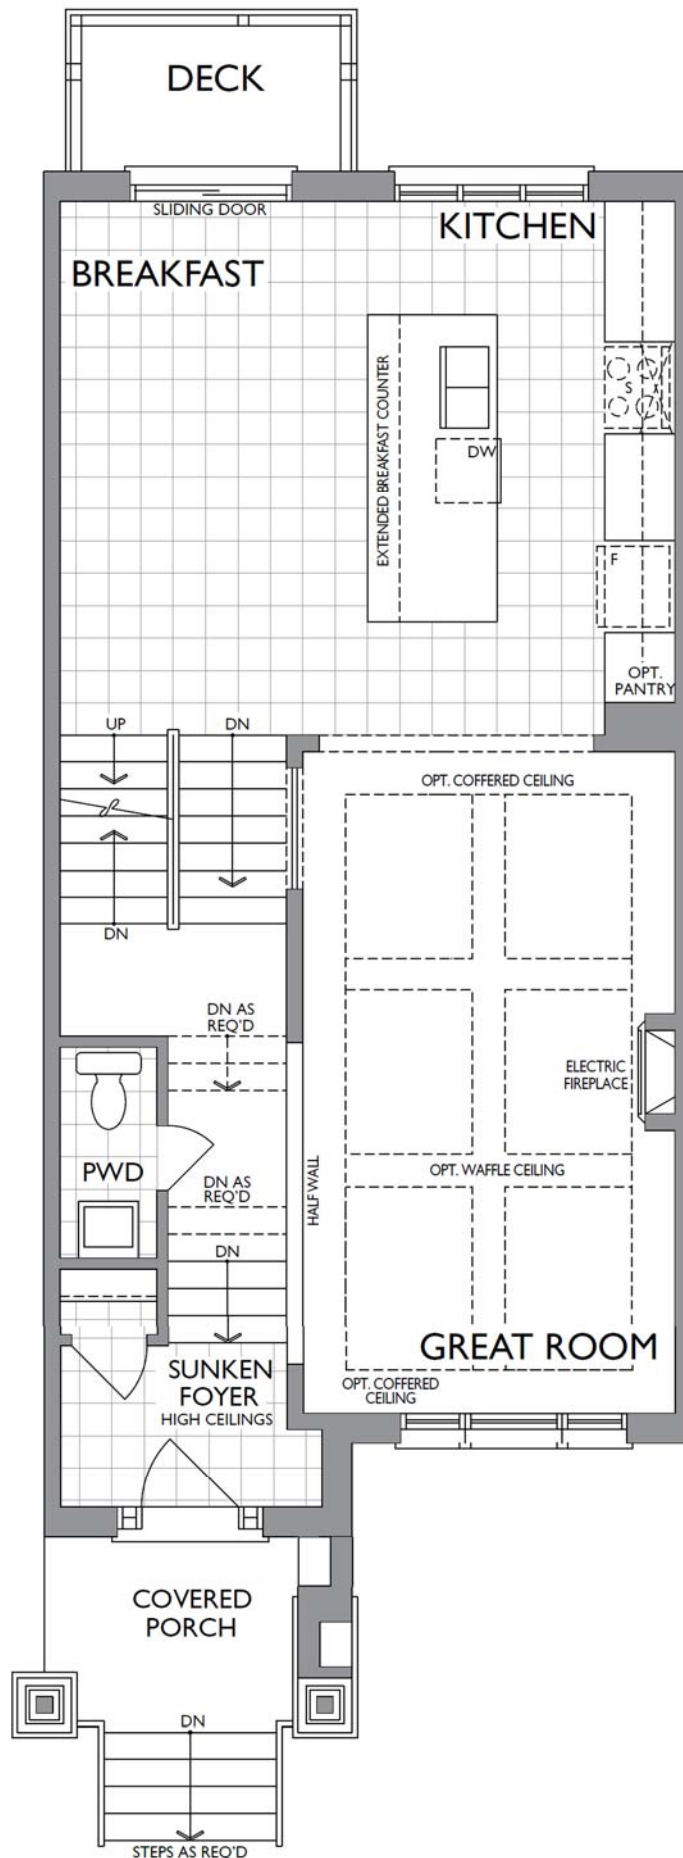 DECK
SLIDING DOOR
KITCHEN
BREAKFAST
EXTENDED BREAKFAST COUNTER
S
DW
F
OPT.
PANTRY
UP
DN
OPT. COFFERED CEILING
DN
DN AS
REQ'D
ELECTRIC
FIREPLACE
PWD
DN AS
REQ'D
HALF WALL
OPT. WAFFLE CEILING
DN
GREAT ROOM
SUNKEN
FOYER
HIGH CEILINGS
OPT. COFFERED
CEILING
COVERED
PORCH
DN
STEPS AS REQ'D